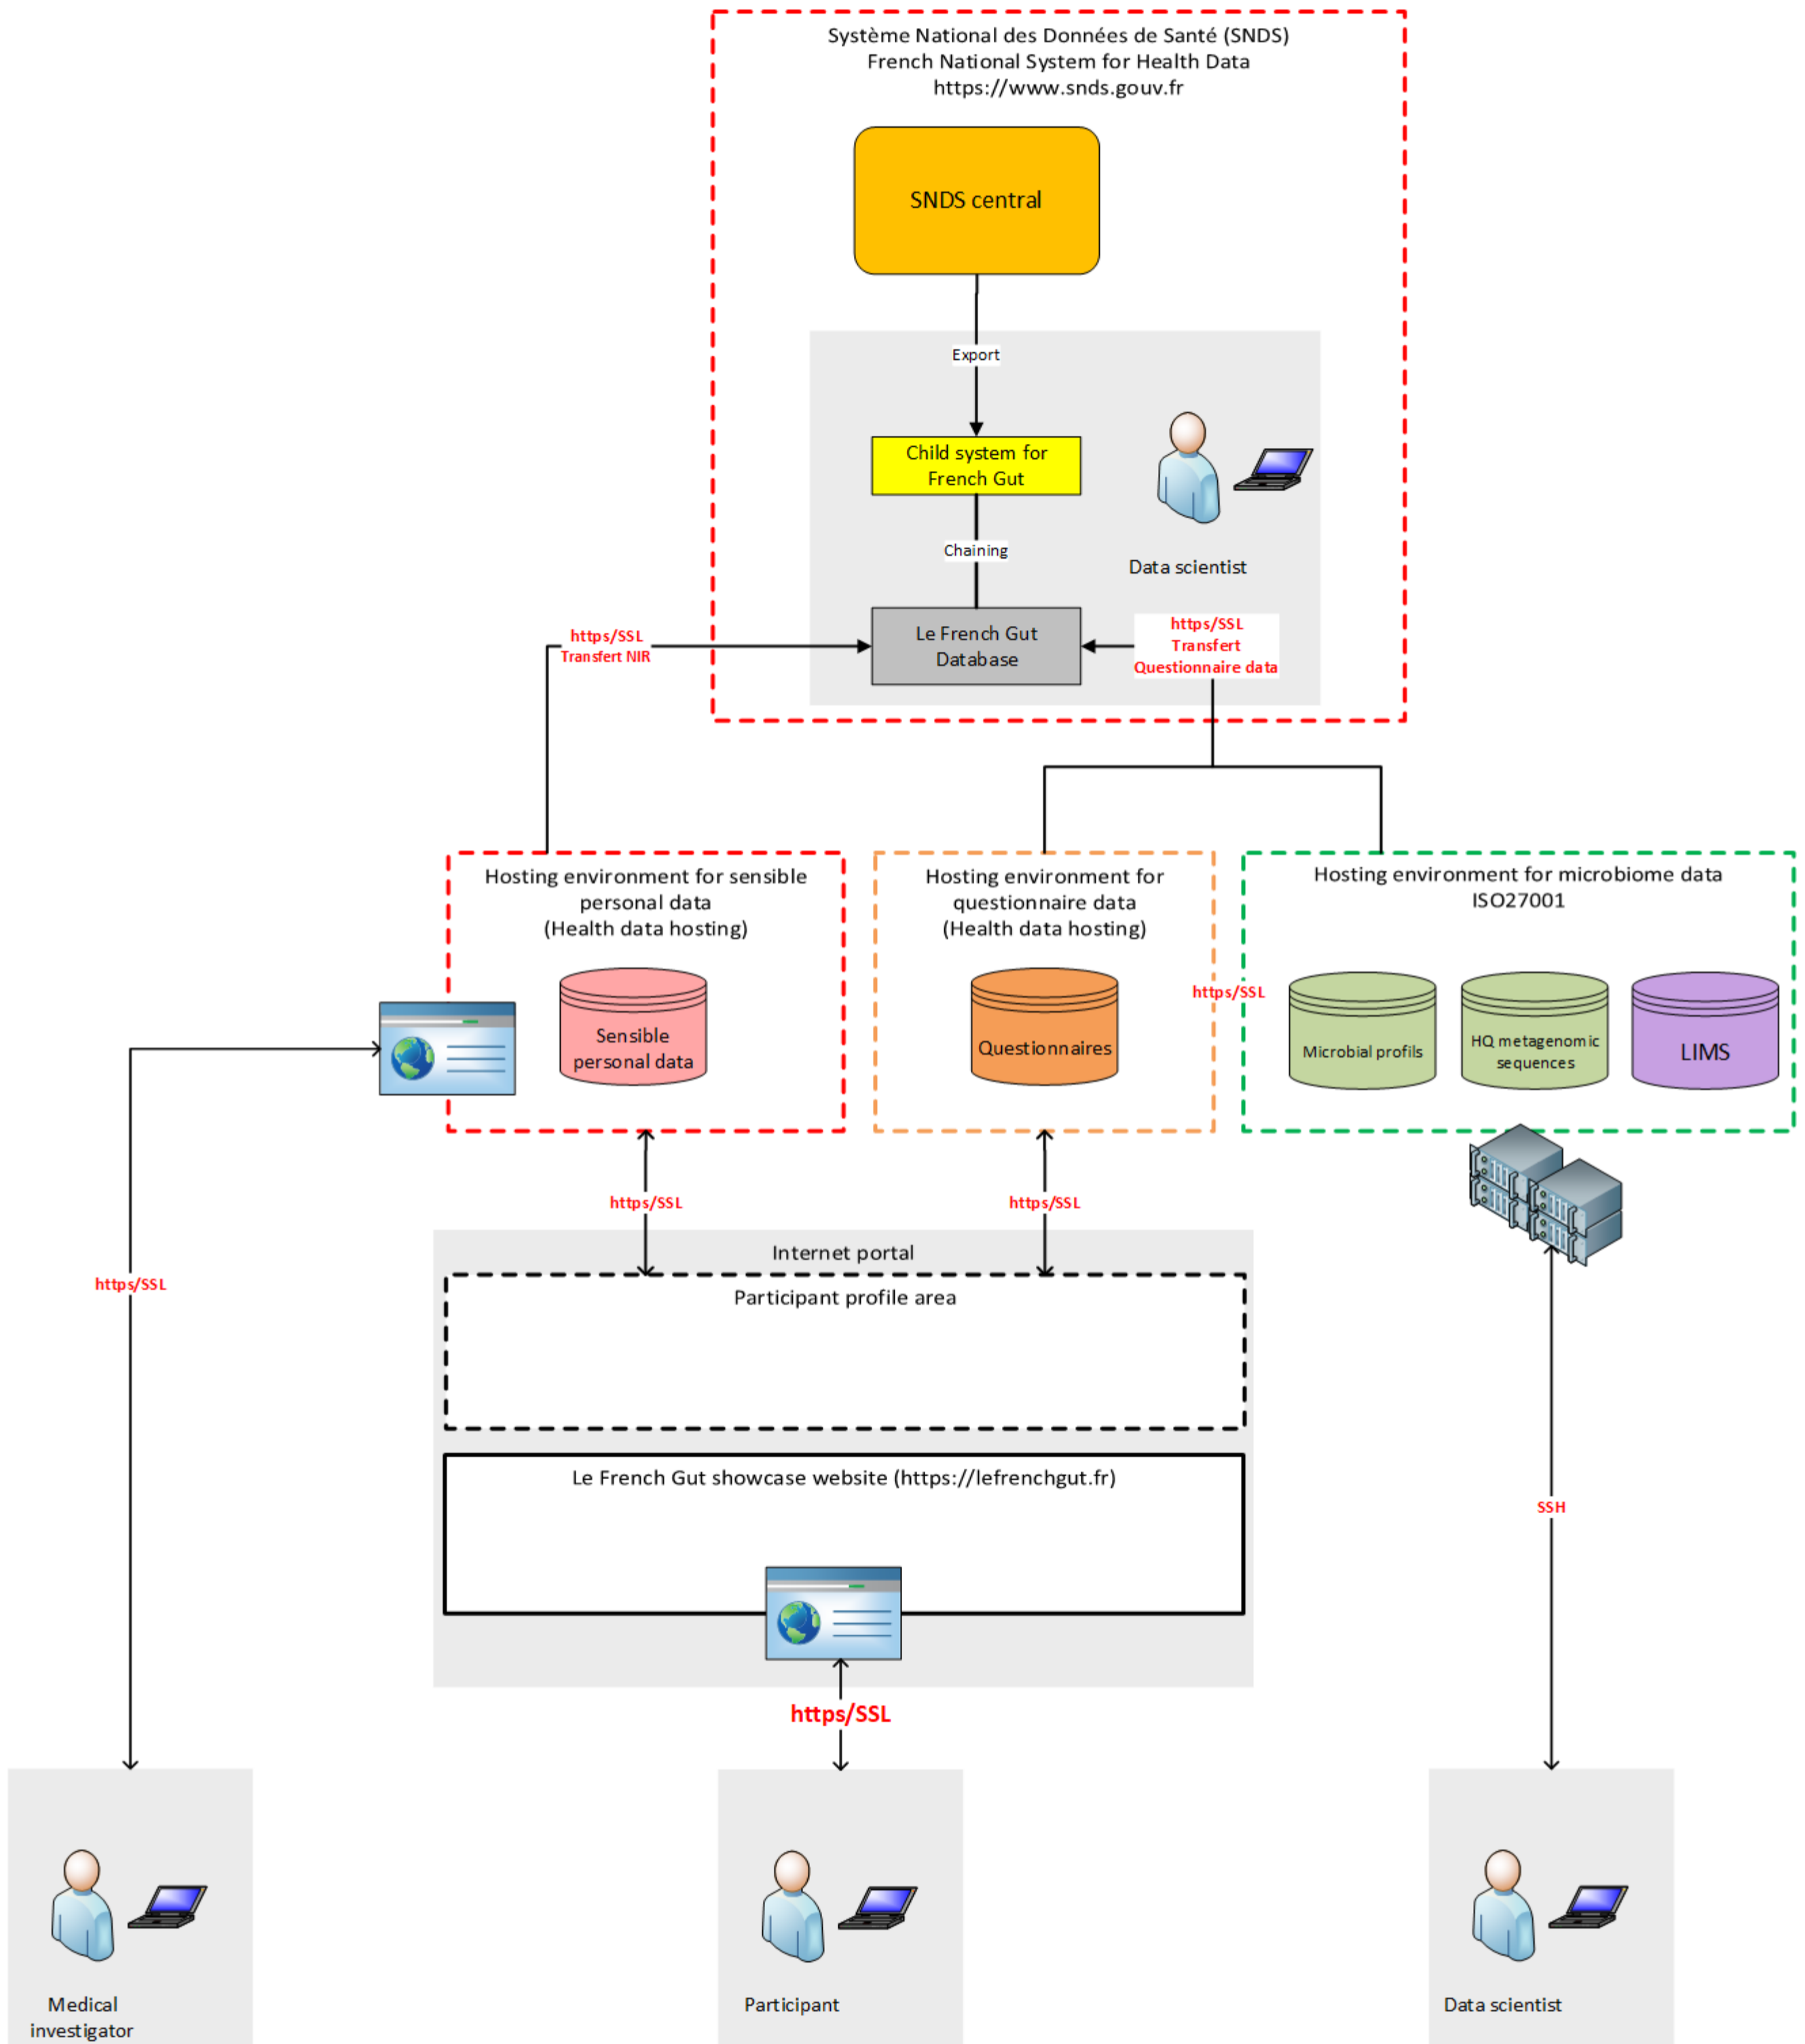 Système National des Données de Santé (SNDS)
French National System for Health Data
https://www.snds.gouv.fr
SNDS central
Export
Child system for
French Gut
Chaining
Data scientist
https/SSL
Transfert NIR
Le French Gut
Database
https/SSL
Transfert
Questionnaire data
Hosting environment for sensible
personal data
(Health data hosting)
Sensible
personal data
Hosting environment for
questionnaire data
(Health data hosting)
Questionnaires
https/SSL
Hosting environment for microbiome data
ISO27001
Microbial profils
HQ metagenomic
sequences
LIMS
https/SSL
https/SSL
https/SSL
Internet portal
Participant profile area
Le French Gut showcase website (https://lefrenchgut.fr)
SSH
https/SSL
Medical
investigator
Participant
Data scientist